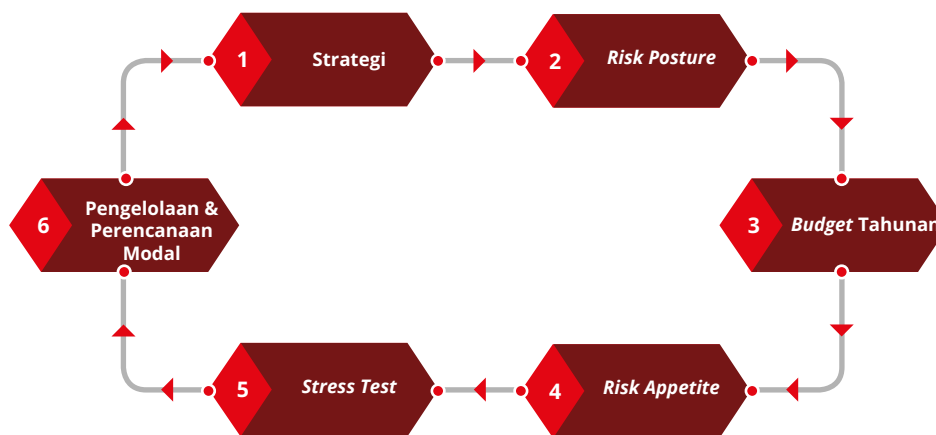 1
Strategi
2
Risk Posture
3
Budget Tahunan
4
Risk Appetite
5
Stress Test
6
Pengelolaan &
Perencanaan
Modal